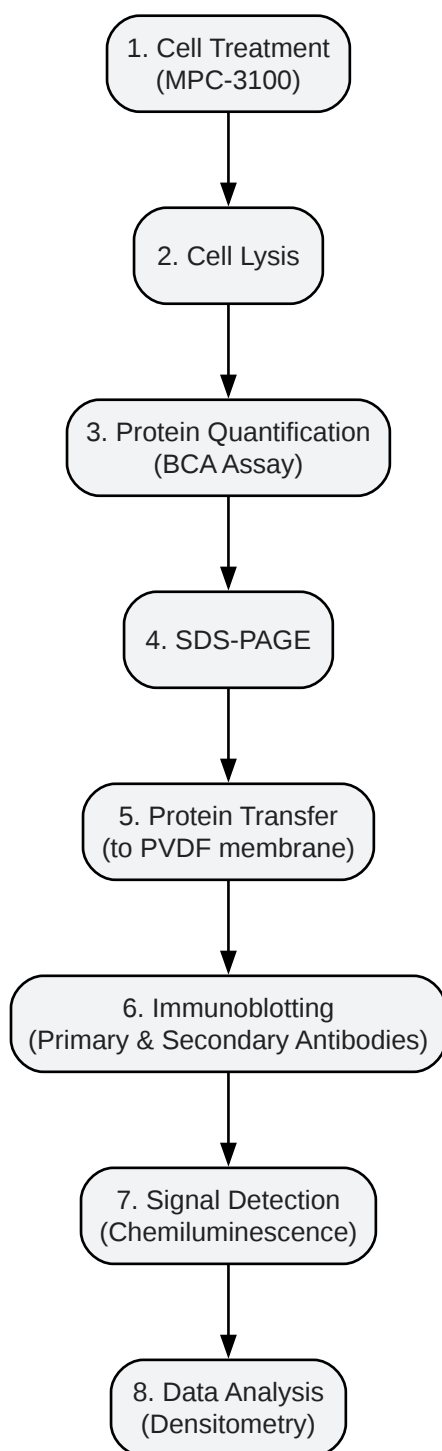 1. Cell Treatment
(MPC-3100)
2. Cell Lysis
3. Protein Quantification
(BCA Assay)
4. SDS-PAGE
5. Protein Transfer
(to PVDF membrane)
6. Immunoblotting
(Primary & Secondary Antibodies)
7. Signal Detection
(Chemiluminescence)
8. Data Analysis
(Densitometry)